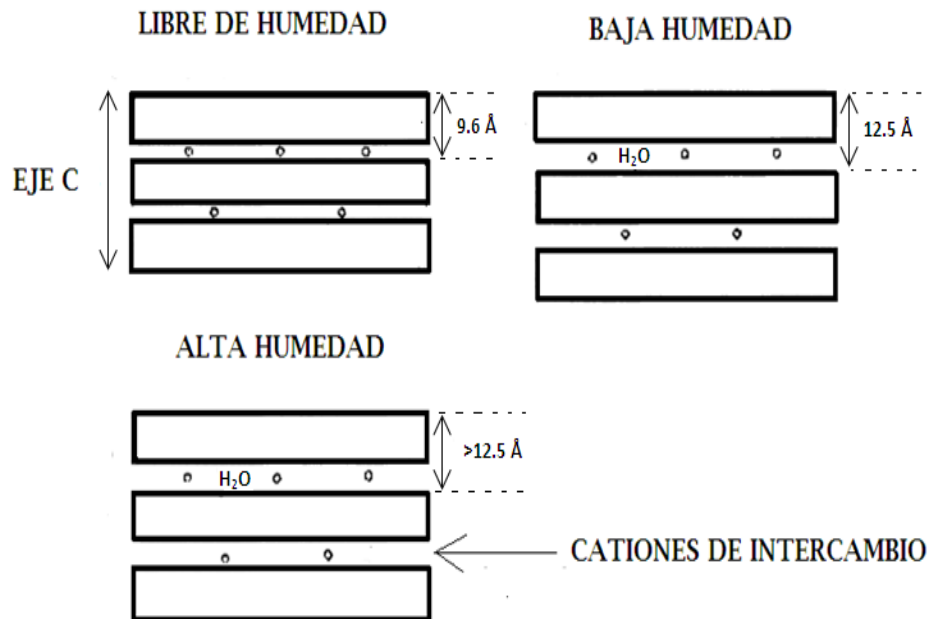 LIBRE DE HUMEDAD
BAJA HUMEDAD
9.6 Å
12.5 Å
H₂O
EJE C
ALTA HUMEDAD
>12.5 Å
H₂O
CATIONES DE INTERCAMBIO